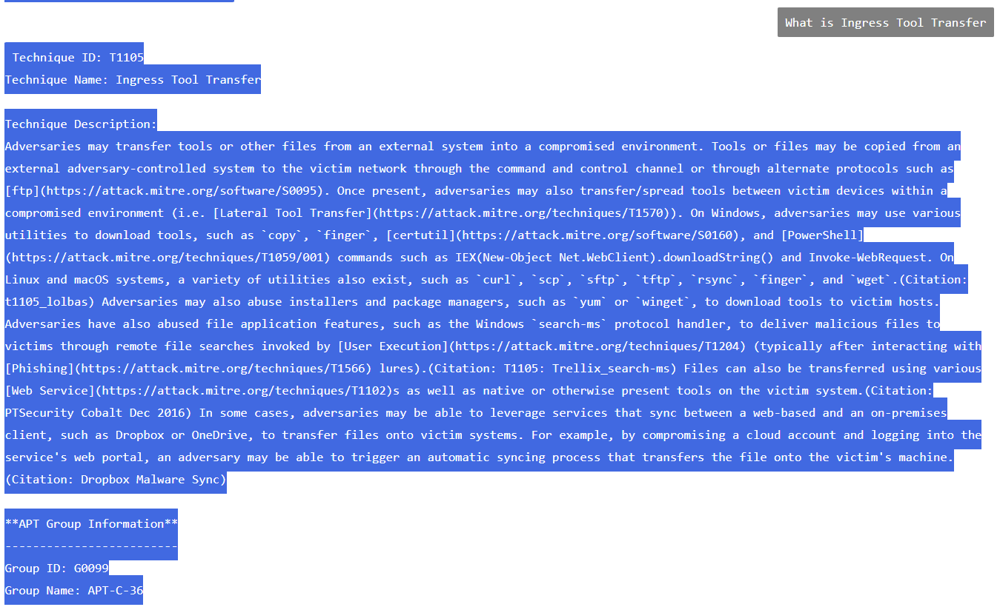 What is Ingress Tool Transfer
Technique ID: T1105
Technique Name: Ingress Tool Transfer
Technique Description:
Adversaries may transfer tools or other files from an external system into a compromised environment. Tools or files may be copied from an
external adversary-controlled system to the victim network through the command and control channel or through alternate protocols such as
[ftp](https://attack.mitre.org/software/S0095). Once present, adversaries may also transfer/spread tools between victim devices within a
compromised environment (i.e. [Lateral Tool Transfer](https://attack.mitre.org/techniques/T1570)). On Windows, adversaries may use various
utilities to download tools, such as `copy`, `finger`, [certutil](https://attack.mitre.org/software/S0160), and [PowerShell]
(https://attack.mitre.org/techniques/T1059/001) commands such as IEX(New-Object Net.WebClient).downloadString() and Invoke-WebRequest. On
Linux and macOS systems, a variety of utilities also exist, such as `curl`, `scp`, `sftp`, `tftp`, `rsync`, `finger`, and `wget`.(Citation:
t1105_lolbas) Adversaries may also abuse installers and package managers, such as `yum` or `winget`, to download tools to victim hosts.
Adversaries have also abused file application features, such as the Windows `search-ms` protocol handler, to deliver malicious files to
victims through remote file searches invoked by [User Execution](https://attack.mitre.org/techniques/T1204) (typically after interacting with
[Phishing](https://attack.mitre.org/techniques/T1566) lures).(Citation: T1105: Trellix_search-ms) Files can also be transferred using various
[Web Service](https://attack.mitre.org/techniques/T1102)s as well as native or otherwise present tools on the victim system.(Citation:
PTSecurity Cobalt Dec 2016) In some cases, adversaries may be able to leverage services that sync between a web-based and an on-premises
client, such as Dropbox or OneDrive, to transfer files onto victim systems. For example, by compromising a cloud account and logging into the
service's web portal, an adversary may be able to trigger an automatic syncing process that transfers the file onto the victim's machine.
(Citation: Dropbox Malware Sync)
**APT Group Information**
-------------------------
Group ID: G0099
Group Name: APT-C-36